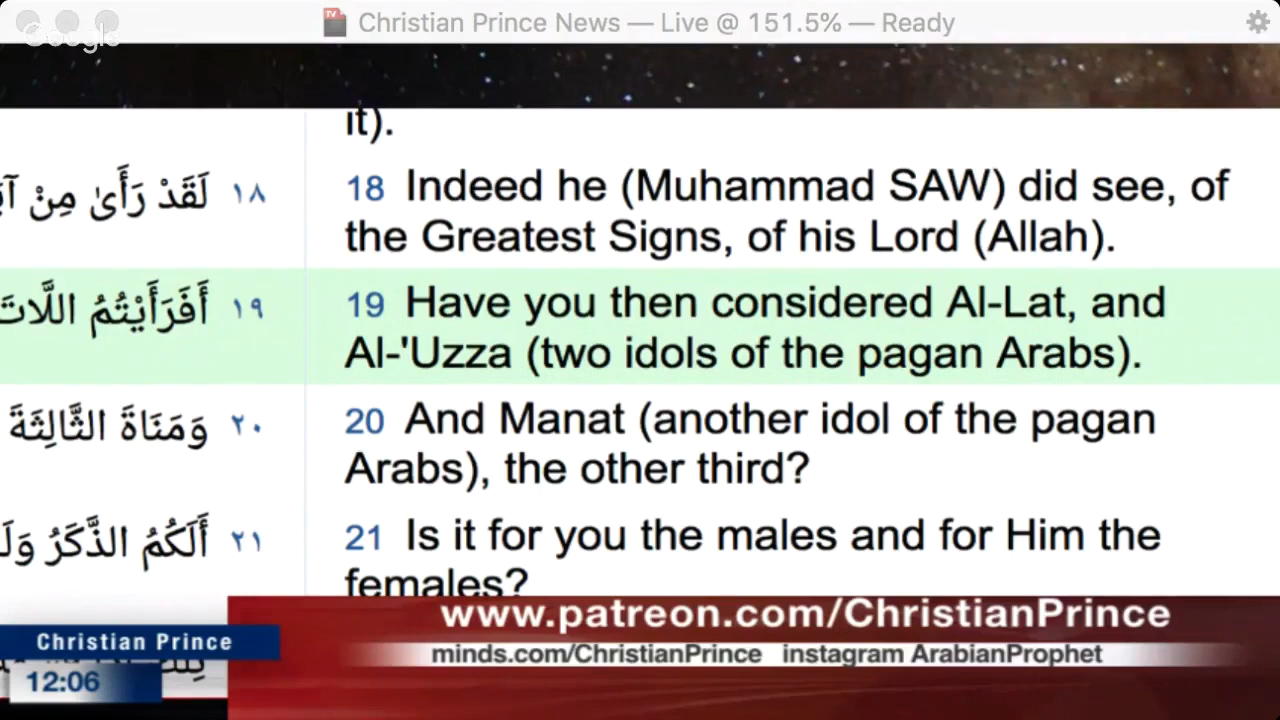 Christian Prince News — Live @ 151.5% — Ready
Google
it).
١٨ لَقَدْ رَأَىٰ مِنْ
18 Indeed he (Muhammad SAW) did see, of
the Greatest Signs, of his Lord (Allah).
١٩ أَفَرَأَيْتُمُ اللَّاتَ
19 Have you then considered Al-Lat, and
Al-'Uzza (two idols of the pagan Arabs).
٢٠ وَمَنَاةَ الثَّالِثَةَ
20 And Manat (another idol of the pagan
Arabs), the other third?
٢١ أَلَكُمُ الذَّكَرُ
21 Is it for you the males and for Him the
females?
www.patreon.com/ChristianPrince
Christian Prince
minds.com/ChristianPrince instagram ArabianProphet
12:06